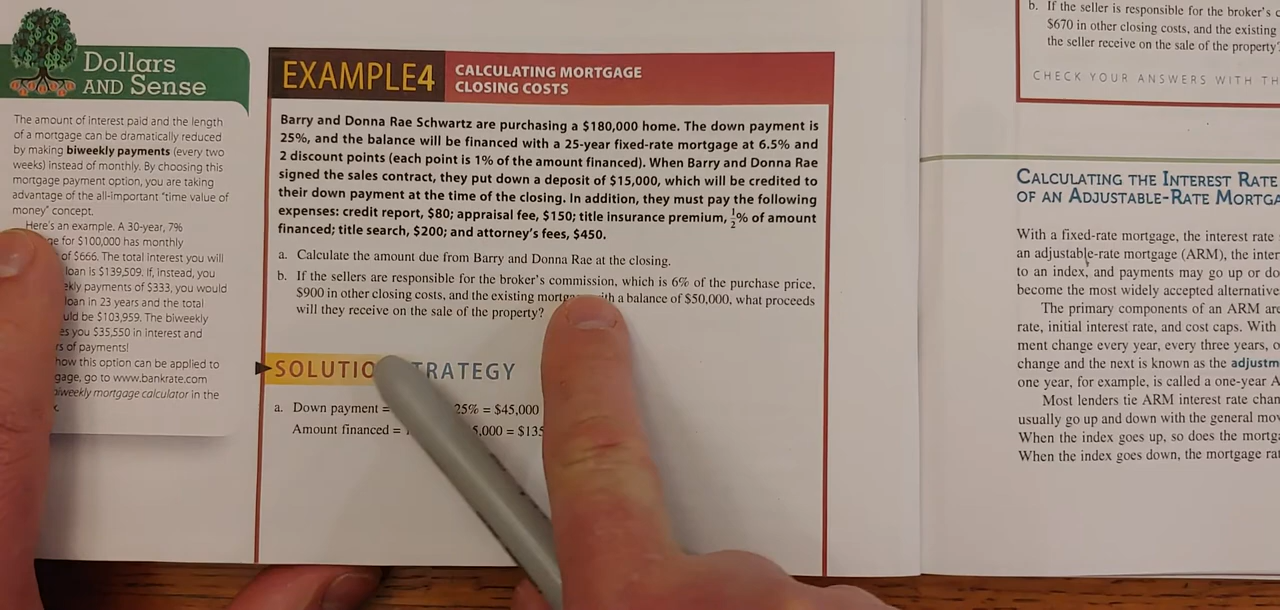 Dollars
AND Sense
The amount of interest paid and the length
of a mortgage can be dramatically reduced
by making biweekly payments (every two
weeks) instead of monthly. By choosing this
mortgage payment option, you are taking
advantage of the all-important "time value of
money" concept.
Here's an example. A 30-year, 7%
for $100,000 has monthly
of $666. The total interest you will
loan is $139,509. If, instead, you
payments of $333, you would
loan in 23 years and the total
be $103,959. The biweekly
you $35,550 in interest and
of payments!
how this option can be applied to
go to www.bankrate.com
biweekly mortgage calculator in the
EXAMPLE4
CALCULATING MORTGAGE
CLOSING COSTS
Barry and Donna Rae Schwartz are purchasing a $180,000 home. The down payment is
25%, and the balance will be financed with a 25-year fixed-rate mortgage at 6.5% and
2 discount points (each point is 1% of the amount financed). When Barry and Donna Rae
signed the sales contract, they put down a deposit of $15,000, which will be credited to
their down payment at the time of the closing. In addition, they must pay the following
expenses: credit report, $80; appraisal fee, $150; title insurance premium, ½% of amount
financed; title search, $200; and attorney's fees, $450.
a. Calculate the amount due from Barry and Donna Rae at the closing.
b. If the sellers are responsible for the broker's commission, which is 6% of the purchase price,
$900 in other closing costs, and the existing a balance of $50,000, what proceeds
will they receive on the sale of the property?
a. Down payment = 25% = $45,000
Amount financed =
b. If the seller is responsible for the broker's
$670 in other closing costs, and the existing
the seller receive on the sale of the property?
CHECK YOUR ANSWERS WITH
CALCULATING THE INTEREST RATE
OF AN ADJUSTABLE-RATE
With a fixed-rate mortgage, the interest rate
an adjustable-rate mortgage (ARM), the
to an index, and payments may go up or
become the most widely accepted
The primary components of an ARM are
rate, initial interest rate, and cost caps. With
ment change every year, every three years,
change and the next is known as the
one year, for example, is called a one-year
Most lenders tie ARM interest rate
usually go up and down with the general
When the index goes up, so does the
When the index goes down, the mortgage